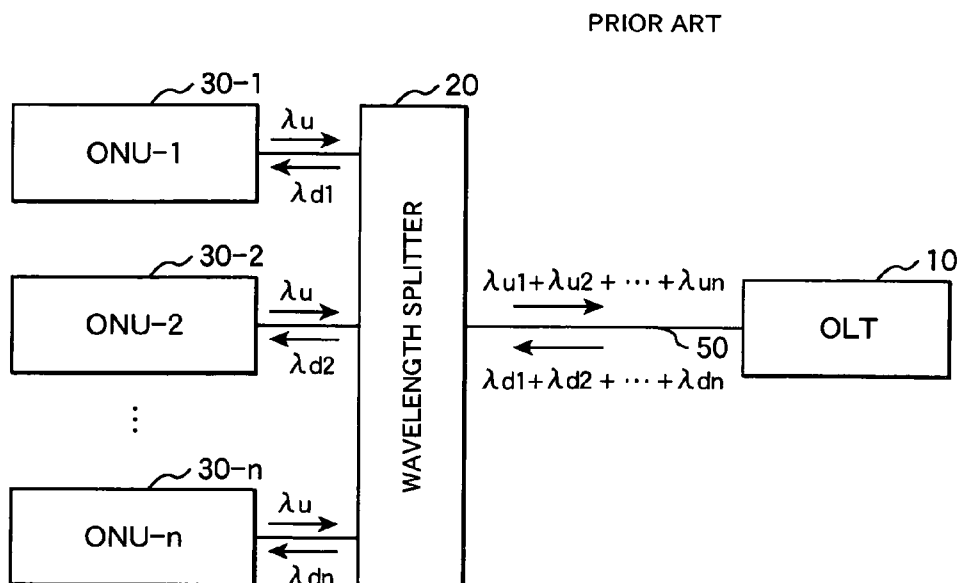 PRIOR ART
30-1
ONU-1
λu
λd1
20
WAVELENGTH SPLITTER
30-2
ONU-2
λu
λd2
λu1+λu2+ ··· +λun
50
λd1+λd2+ ··· +λdn
10
OLT
⋮
30-n
ONU-n
λu
λdn